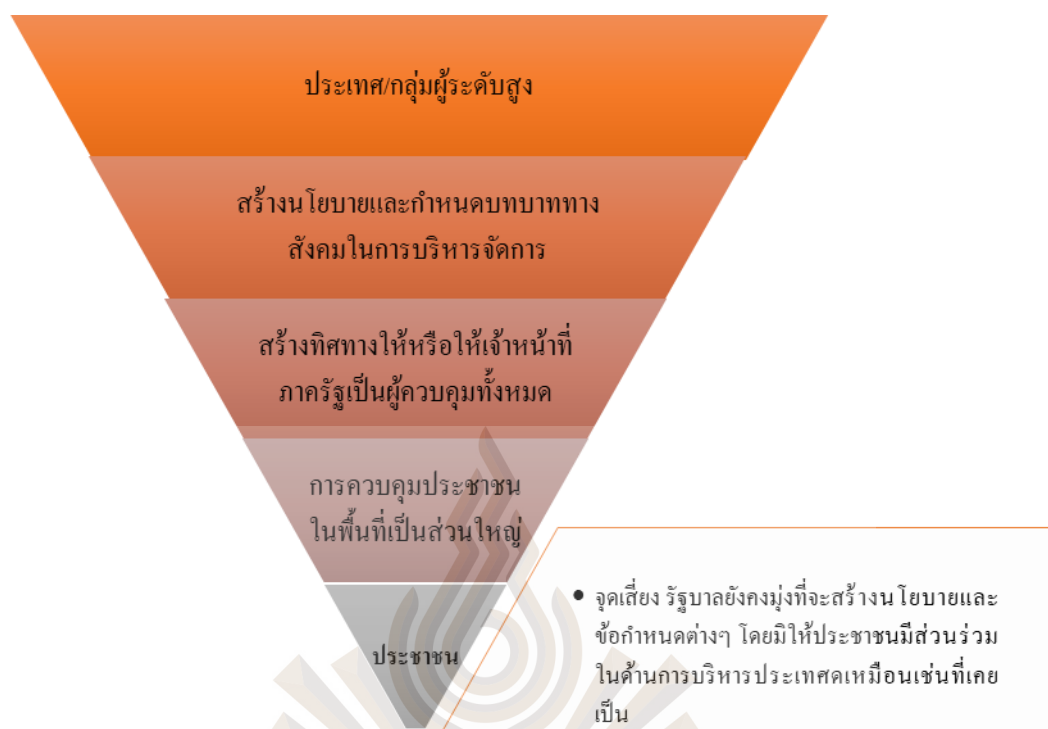 ประเทศ/กลุ่มผู้ระดับสูง
สร้างนโยบายและกำหนดบทบาททาง
สังคมในการบริหารจัดการ
สร้างทิศทางให้หรือให้เจ้าหน้าที่
ภาครัฐเป็นผู้ควบคุมทั้งหมด
การควบคุมประชาชน
ในพื้นที่เป็นส่วนใหญ่
ประชาชน
• จุดเสี่ยง รัฐบาลยังคงมุ่งที่จะสร้างนโยบายและ
ข้อกำหนดต่างๆ โดยมิให้ประชาชนมีส่วนร่วม
ในด้านการบริหารประเทศดเหมือนเช่นที่เคย
เป็น